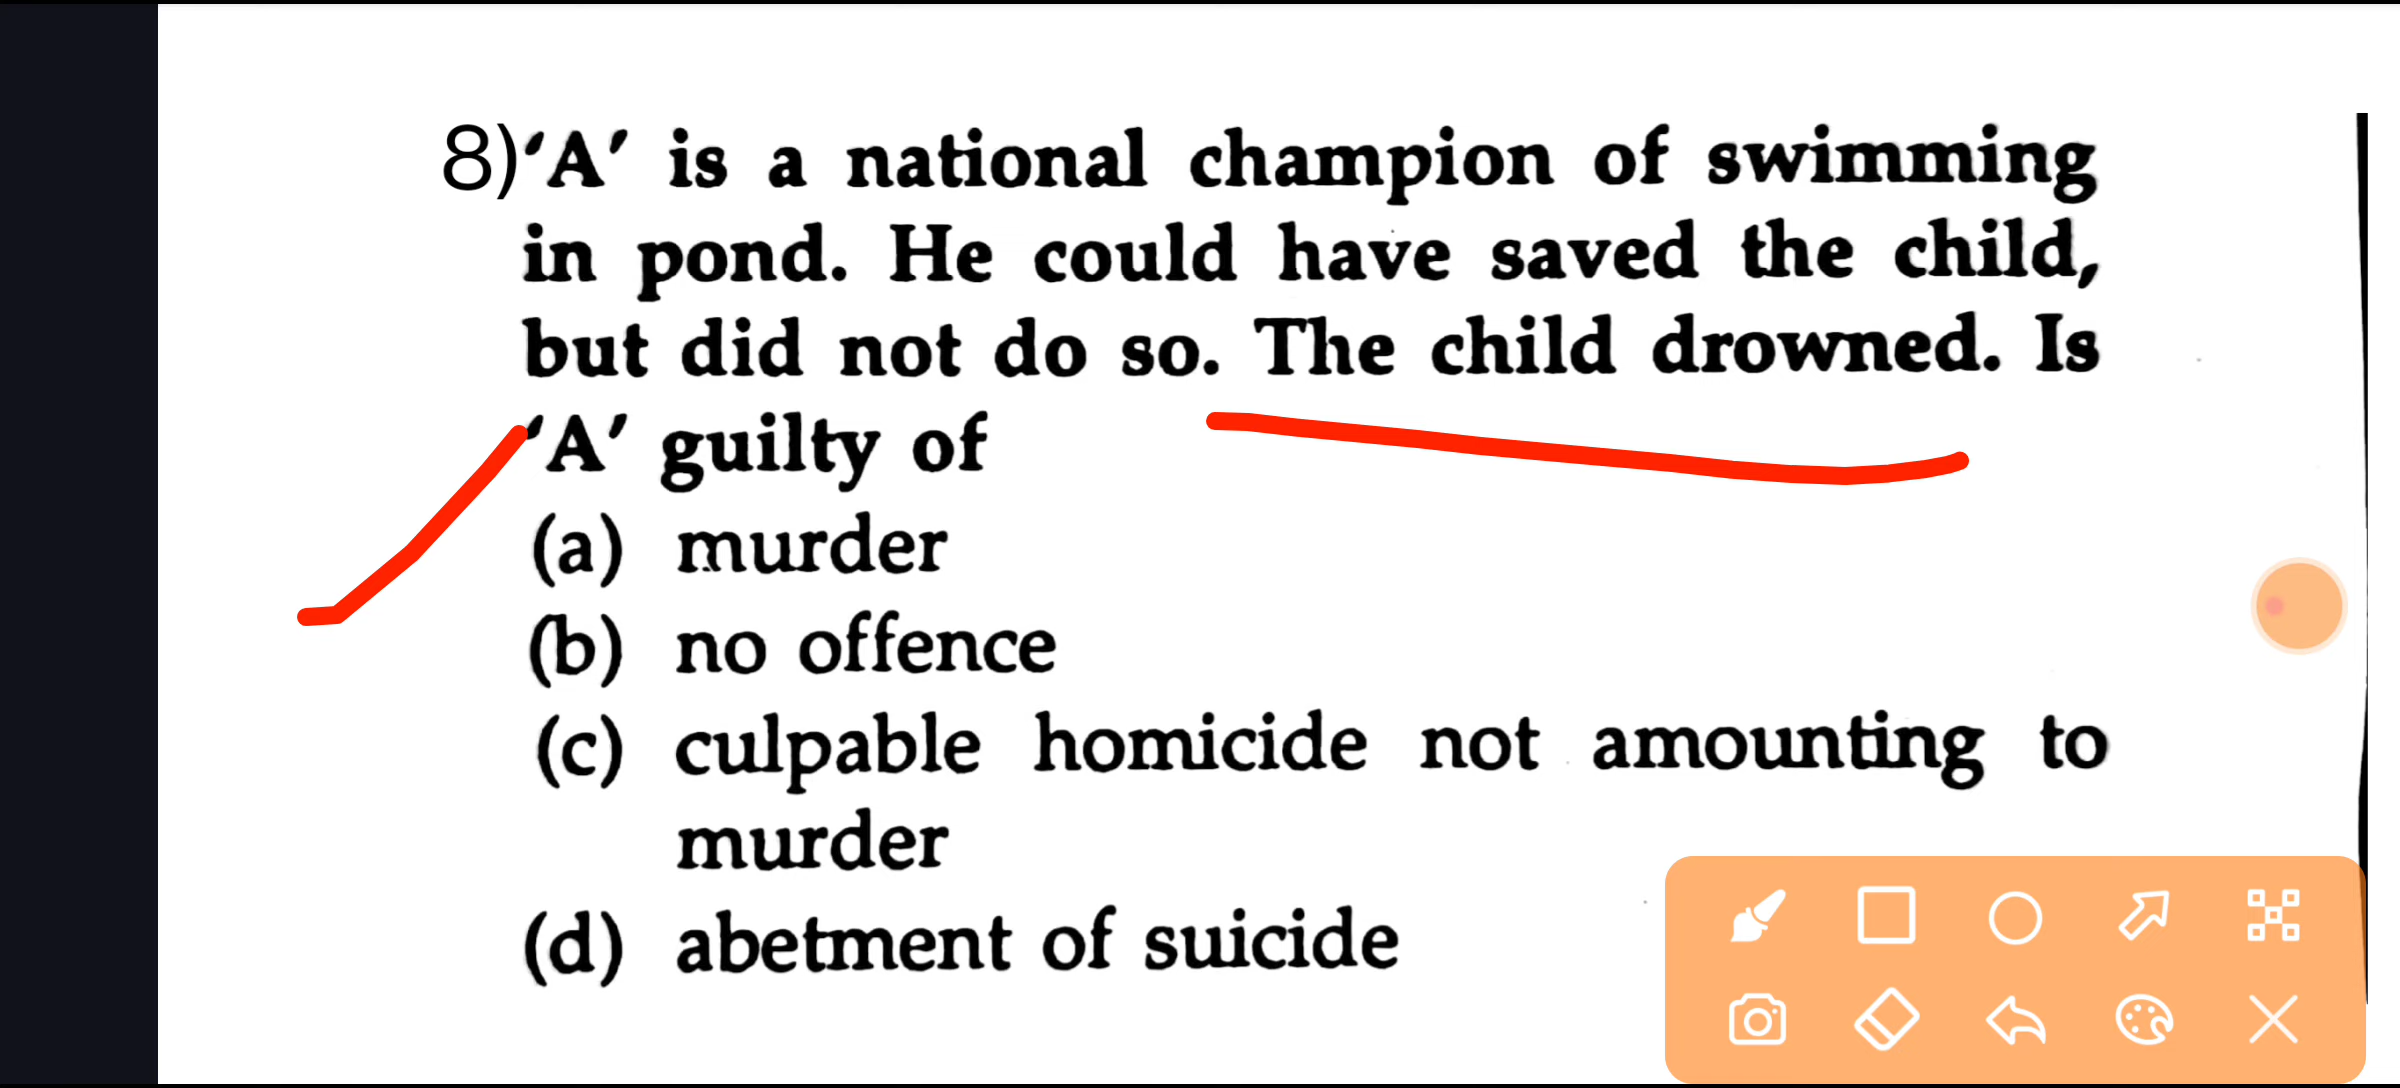 8)‘A’ is a national champion of swimming
in pond. He could have saved the child,
but did not do so. The child drowned. Is
‘A’ guilty of
(a) murder
(b) no offence
(c) culpable homicide not amounting to
murder
(d) abetment of suicide